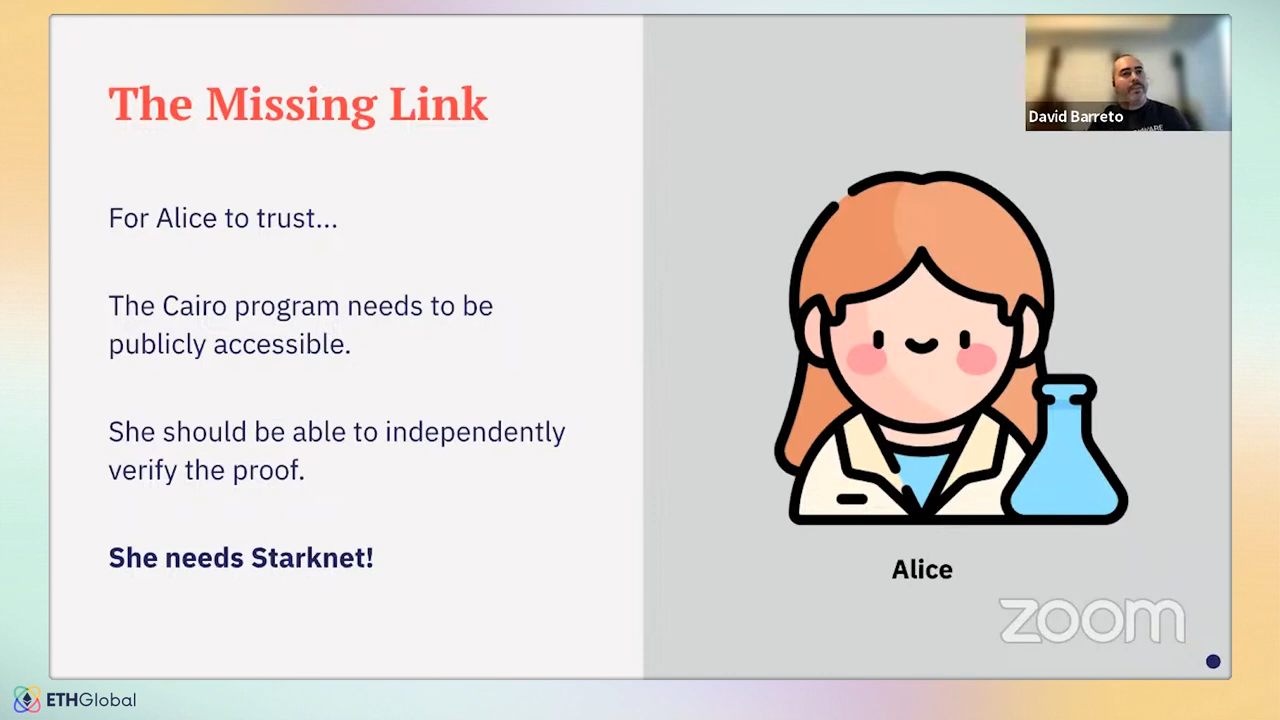 The Missing Link
For Alice to trust...
The Cairo program needs to be
publicly accessible.
She should be able to independently
verify the proof.
She needs Starknet!
David Barreto
Alice
zoom
ETHGlobal